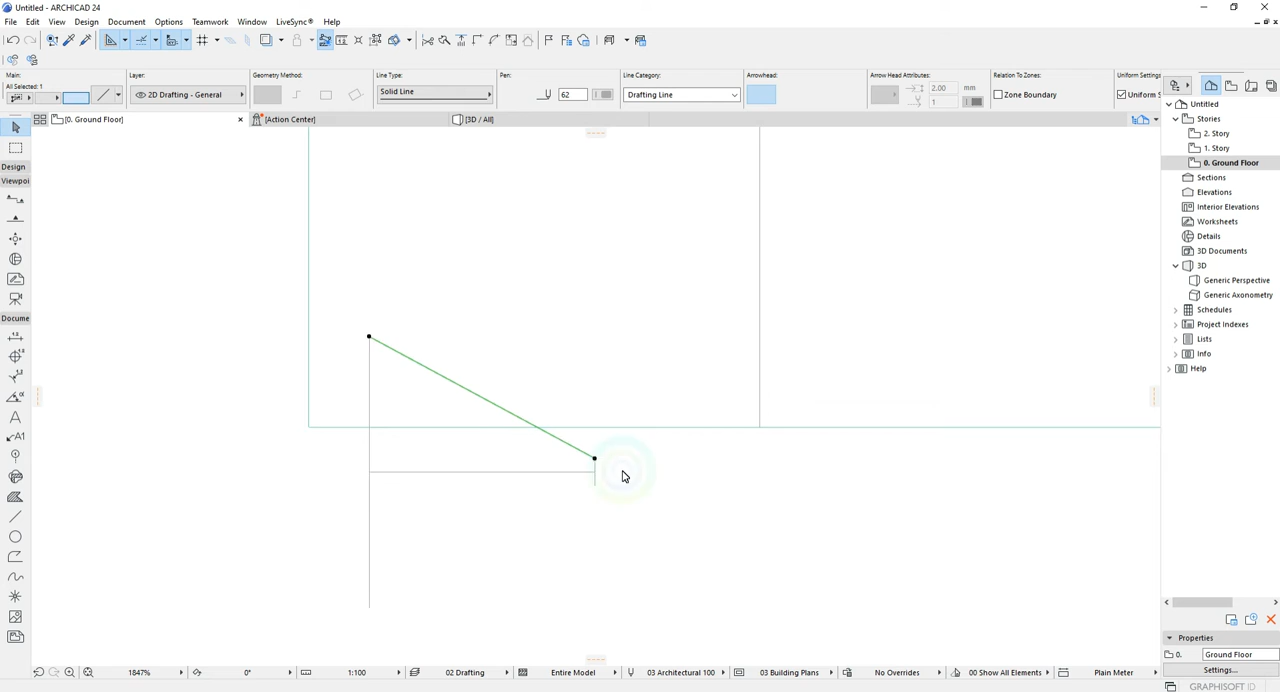 Untitled - ARCHICAD 24
File Edit View Design Document Options Teamwork Window LiveSync® Help
Main: Layer: Geometry Method: Line Type: Pen: Line Category: Arrowhead: Arrow Head Attributes: Relation To Zones: Uniform Settings
All Selected: 1
2D Drafting - General Solid Line 62 Drafting Line 2.00 mm 1 Zone Boundary Uniform S
[0. Ground Floor] [Action Center] [3D / All]
Design
Viewpoi
Docume
Untitled
Stories
2. Story
1. Story
0. Ground Floor
Sections
Elevations
Interior Elevations
Worksheets
Details
3D Documents
3D
Generic Perspective
Generic Axonometry
Schedules
Project Indexes
Lists
Info
Help
Properties
0. Ground Floor
Settings...
1847% 0° 1:100 02 Drafting Entire Model 03 Architectural 100 03 Building Plans No Overrides 00 Show All Elements Plain Meter
GRAPHISOFT ID